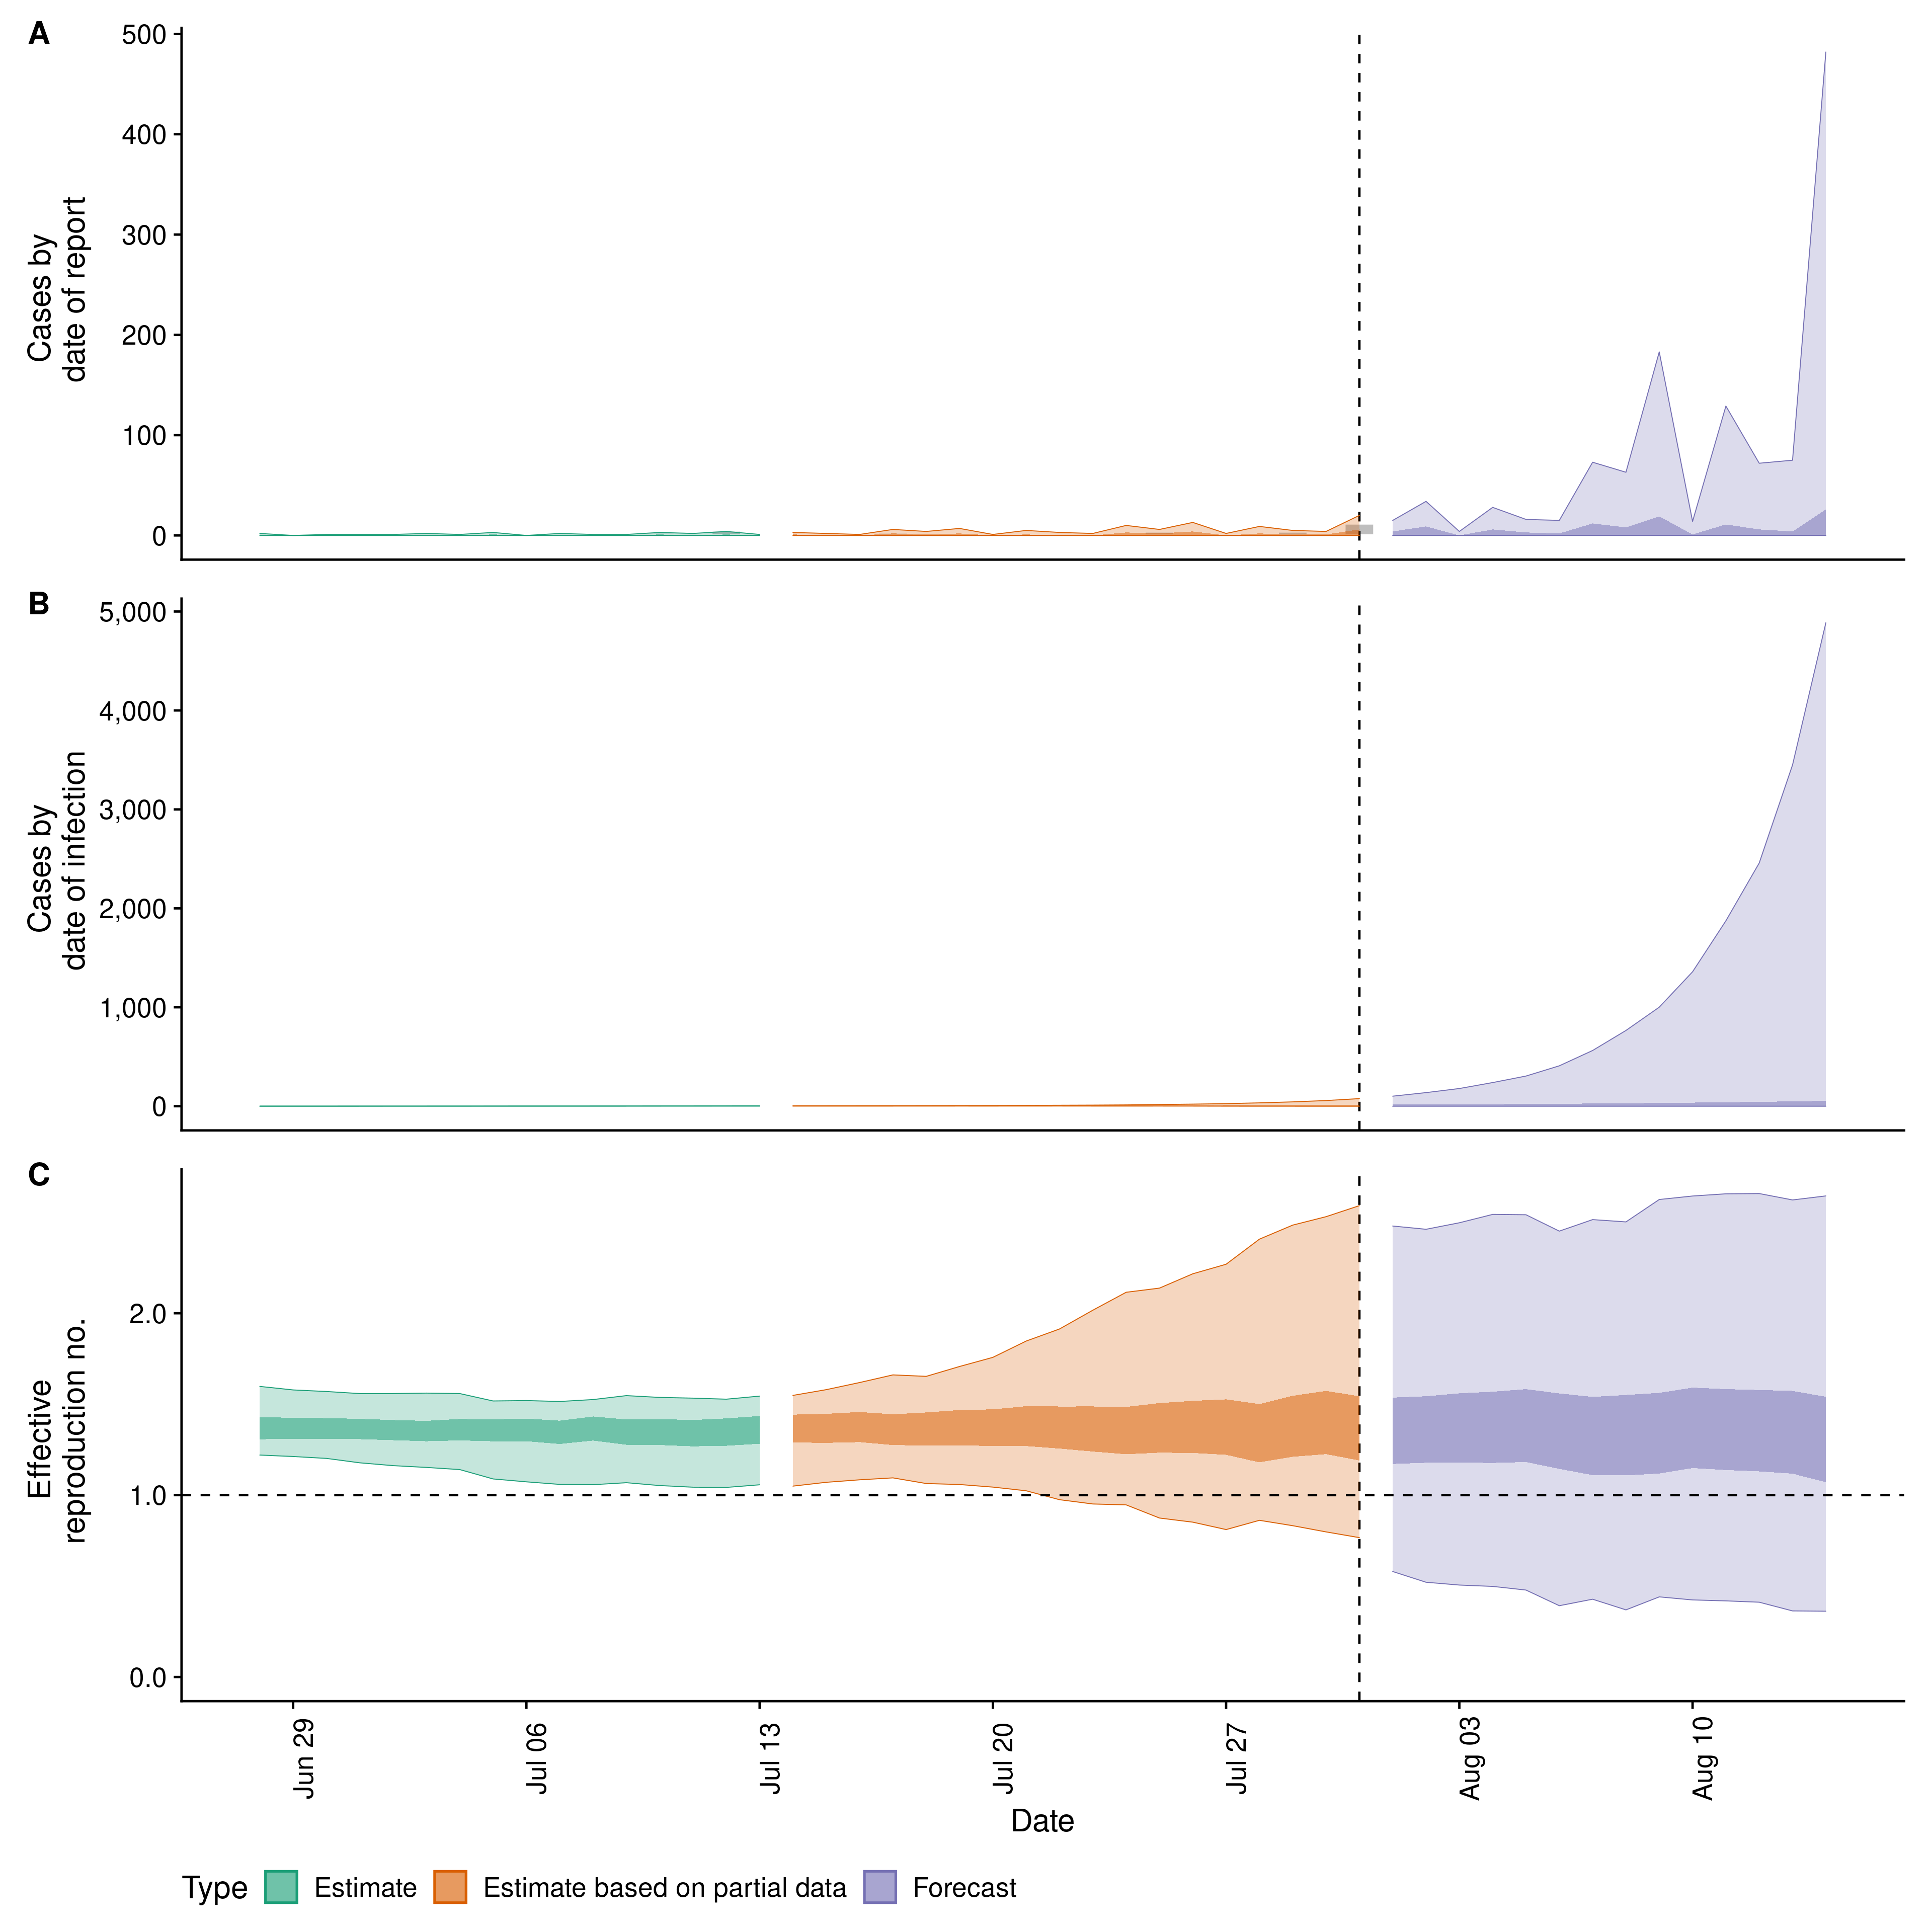 A
500
400
300
200
100
0
Cases by
date of report
B
5,000
4,000
3,000
2,000
1,000
0
Cases by
date of infection
C
2.0
1.0
0.0
Effective
reproduction no.
Jun 29
Jul 06
Jul 13
Jul 20
Jul 27
Aug 03
Aug 10
Date
Type Estimate Estimate based on partial data Forecast